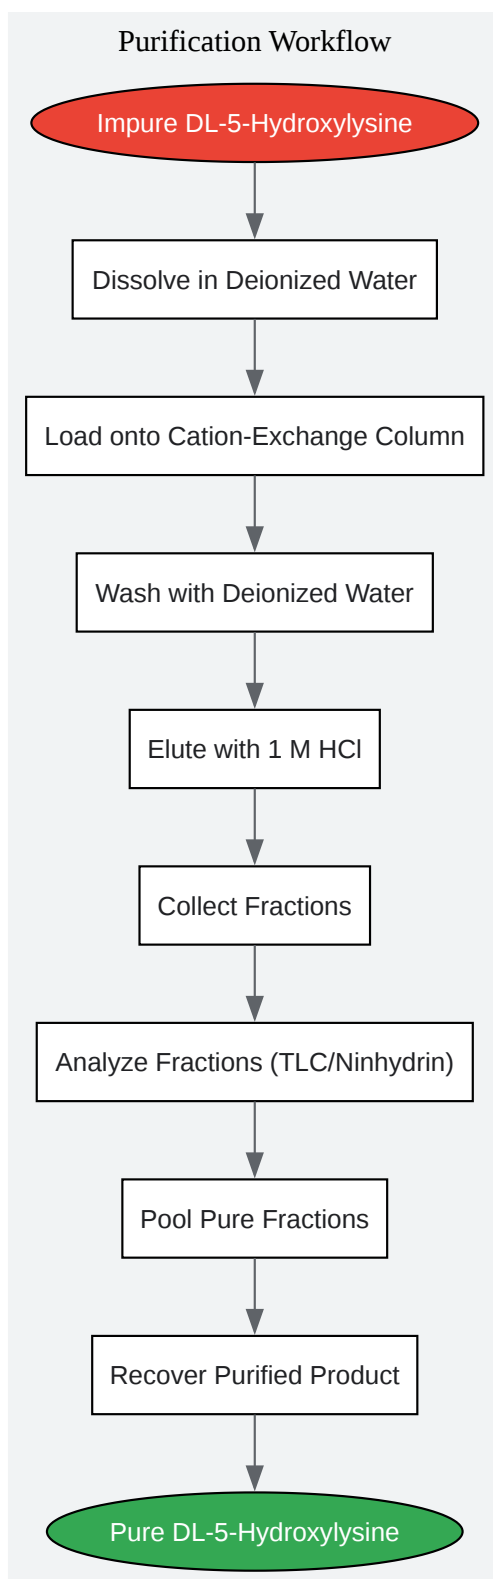 Purification Workflow
Impure DL-5-Hydroxylysine
Dissolve in Deionized Water
Load onto Cation-Exchange Column
Wash with Deionized Water
Elute with 1 M HCl
Collect Fractions
Analyze Fractions (TLC/Ninhydrin)
Pool Pure Fractions
Recover Purified Product
Pure DL-5-Hydroxylysine